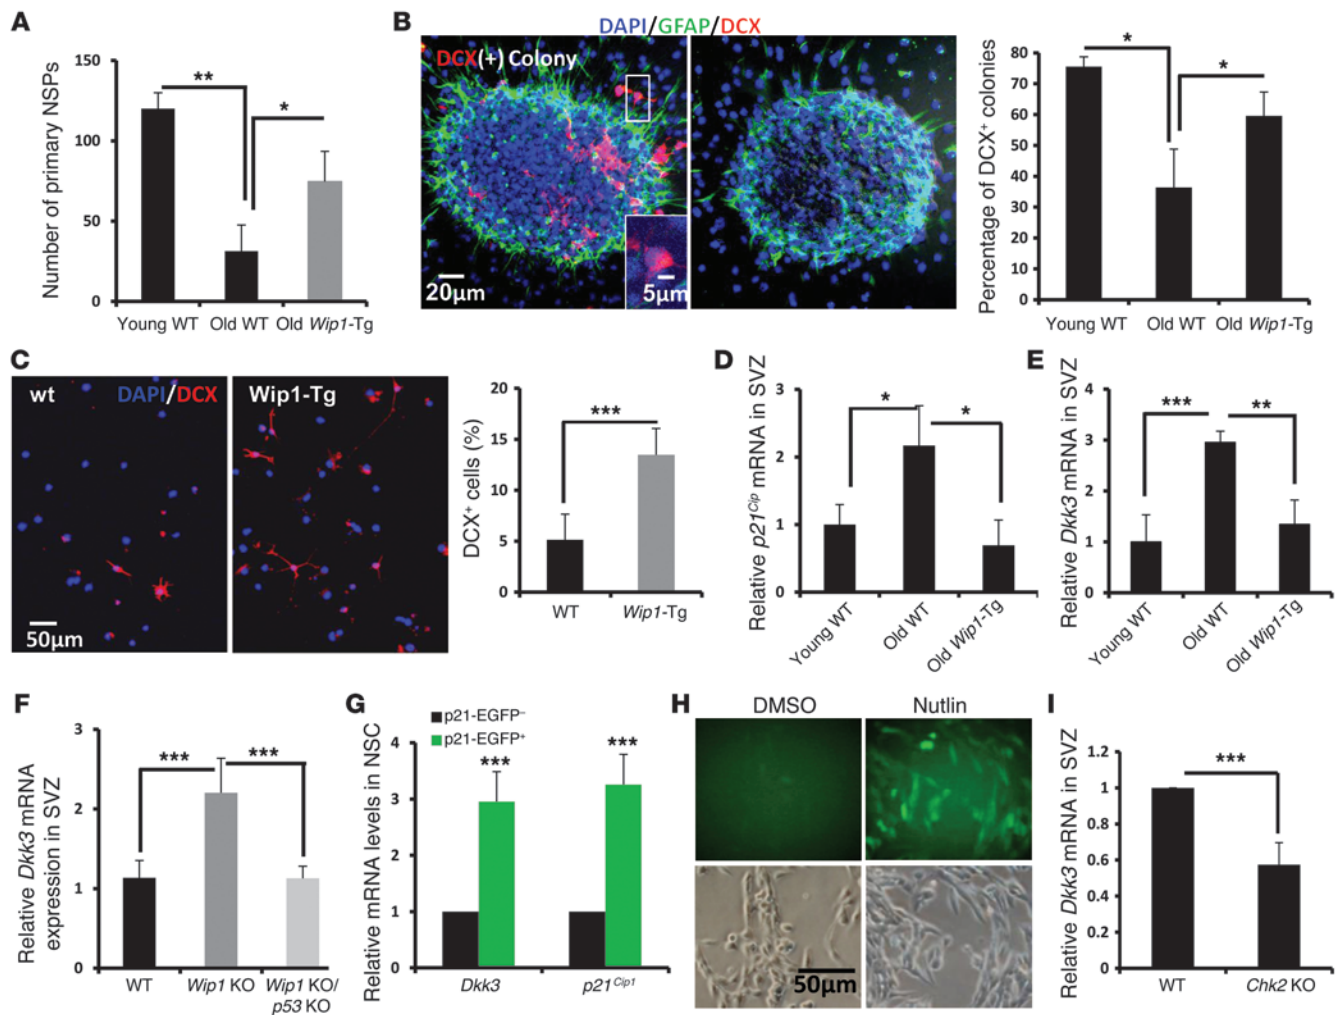 A
Number of primary NSPs
150
100
50
0
**
*
Young WT Old WT Old Wip1-Tg
B
DAPI/GFAP/DCX
DCX(+) Colony
20µm
5µm
Percentage of DCX+ colonies
80
70
60
50
40
30
20
10
0
*
*
Young WT Old WT Old Wip1-Tg
C
wt DAPI/DCX
50µm
Wip1-Tg
DCX+ cells (%)
20
15
10
5
0
***
WT Wip1-Tg
D
Relative p21Cip mRNA in SVZ
3
2
1
0
*
*
Young WT
Old WT
Old Wip1-Tg
E
Relative Dkk3 mRNA in SVZ
4
3
2
1
0
***
**
Young WT
Old WT
Old Wip1-Tg
F
Relative Dkk3 mRNA
expression in SVZ
3
2
1
0
***
***
WT Wip1 KO Wip1 KO/
p53 KO
G
p21-EGFP–
p21-EGFP+
Relative mRNA levels in NSC
4
3
2
1
0
***
***
Dkk3 p21Cip1
H
DMSO Nutlin
50µm
I
Relative Dkk3 mRNA in SVZ
1.2
1
0.8
0.6
0.4
0.2
0
***
WT Chk2 KO